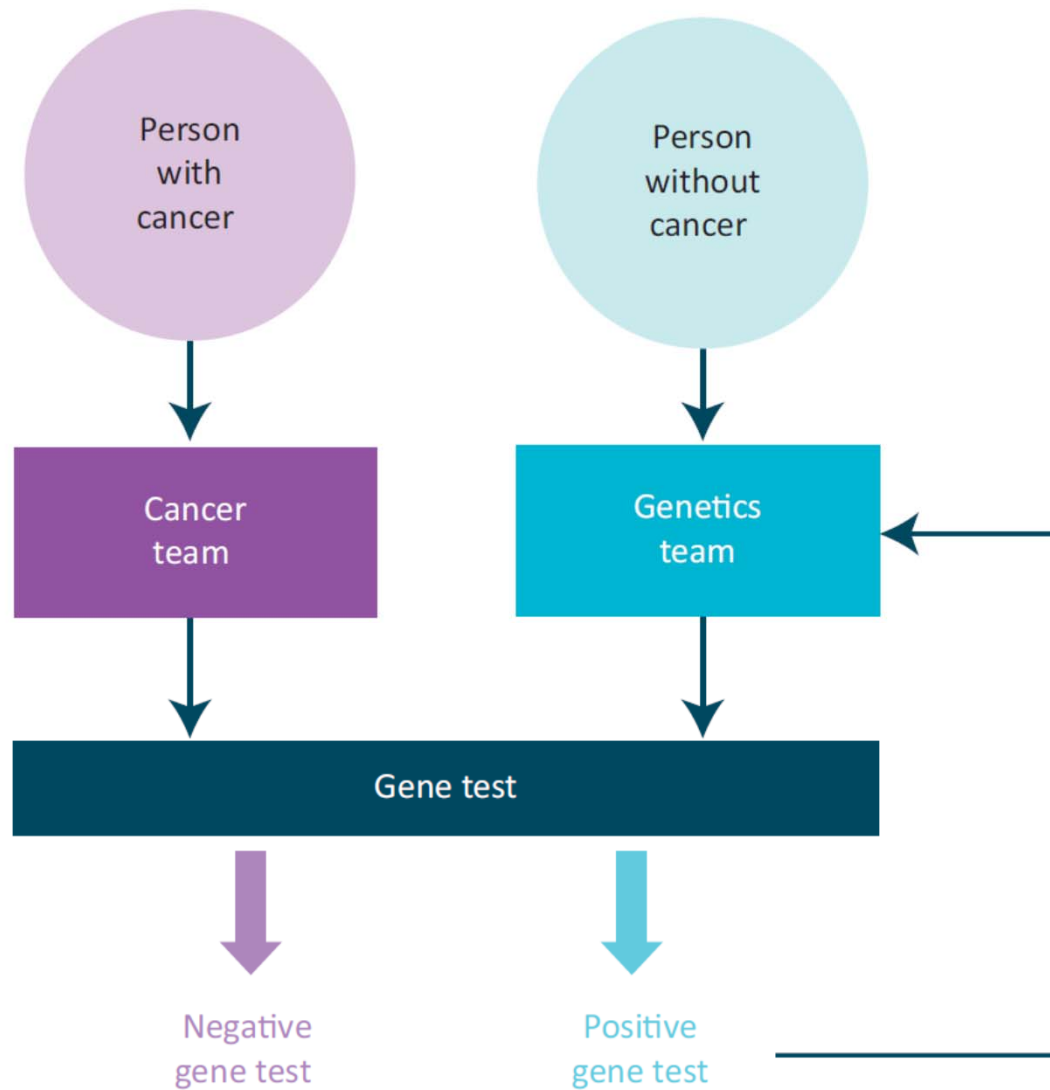 Person
with
cancer
Person
without
cancer
Cancer
team
Genetics
team
Gene test
Negative
gene test
Positive
gene test